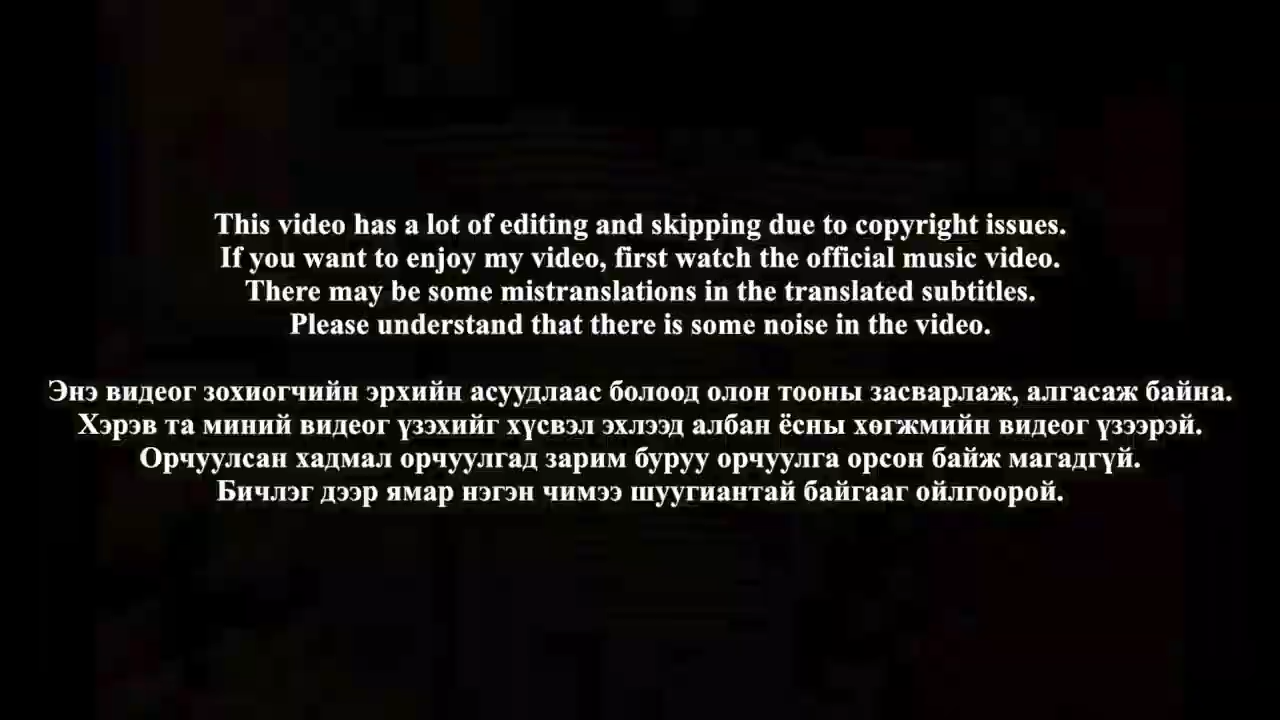 This video has a lot of editing and skipping due to copyright issues.
If you want to enjoy my video, first watch the official music video.
There may be some mistranslations in the translated subtitles.
Please understand that there is some noise in the video.
Энэ видеог зохиогчийн эрхийн асуудлаас болоод олон тооны засварлаж, алгасаж байна.
Хэрэв та миний видеог үзэхийг хүсвэл эхлээд албан ёсны хөгжмийн видеог үзээрэй.
Орчуулсан хадмал орчуулгад зарим буруу орчуулга орсон байж магадгүй.
Бичлэг дээр ямар нэгэн чимээ шуугиантай байгааг ойлгоорой.